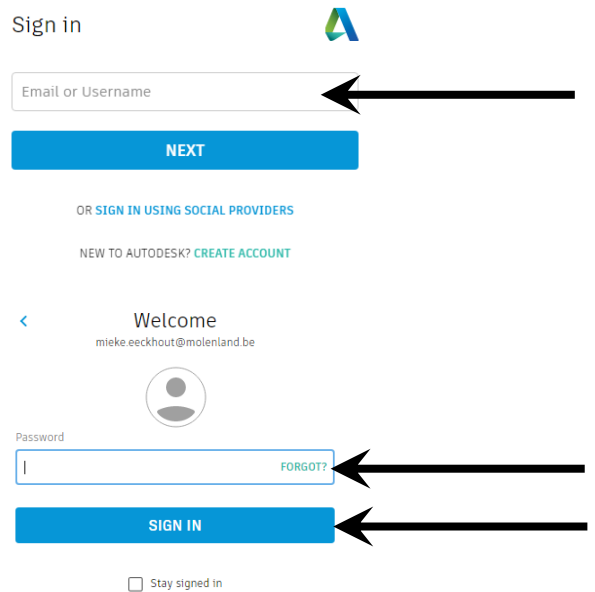 Sign in
Email or Username
NEXT
OR SIGN IN USING SOCIAL PROVIDERS
NEW TO AUTODESK? CREATE ACCOUNT
Welcome
mieke.eeckhout@molenland.be
Password
FORGOT?
SIGN IN
Stay signed in